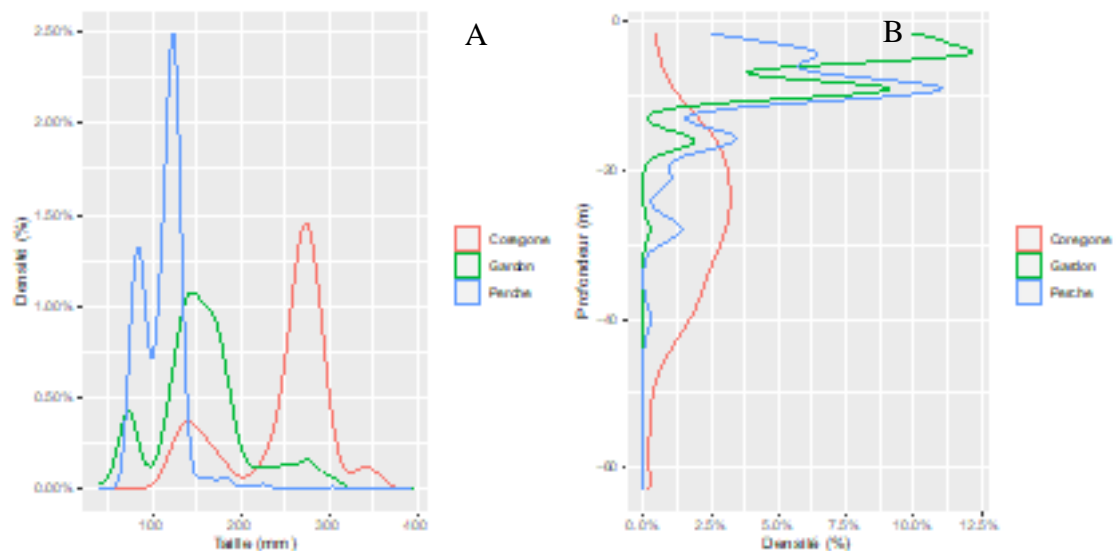 A
2.50%
2.00%
1.50%
1.00%
0.50%
0.00%
Densité (%)
100
200
300
400
Taille (mm)
Coregone
Gardon
Perche
B
0
-20
-40
-60
Profondeur (m)
0.0%
2.5%
5.0%
7.5%
10.0%
12.5%
Densité (%)
Coregone
Gardon
Perche